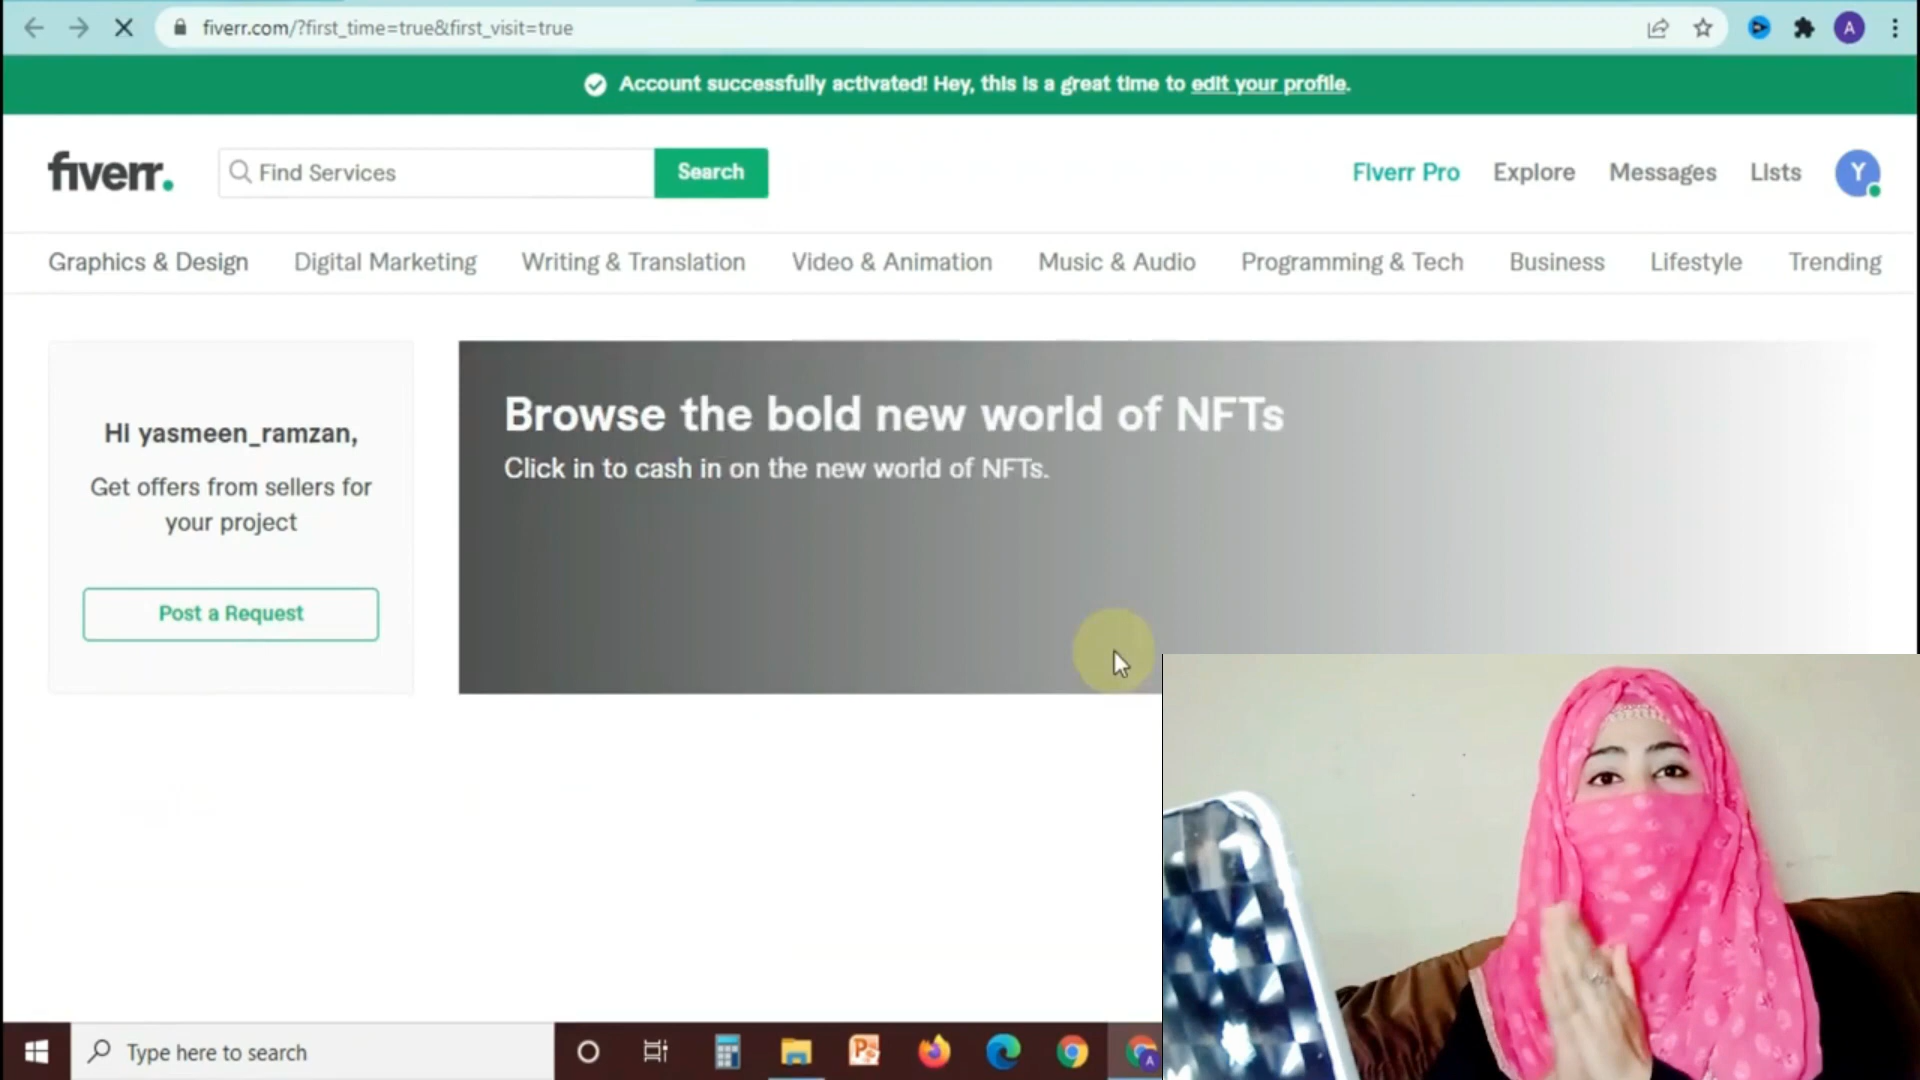 fiverr.com/?first_time=true&first_visit=true
A
Account successfully activated! Hey, this is a great time to edit your profile.
fiverr.
Find Services
Search
Fiverr Pro
Explore
Messages
Lists
Y
Graphics & Design
Digital Marketing
Writing & Translation
Video & Animation
Music & Audio
Programming & Tech
Business
Lifestyle
Trending
Hi yasmeen_ramzan,
Get offers from sellers for
your project
Post a Request
Browse the bold new world of NFTs
Click in to cash in on the new world of NFTs.
Type here to search
P
A